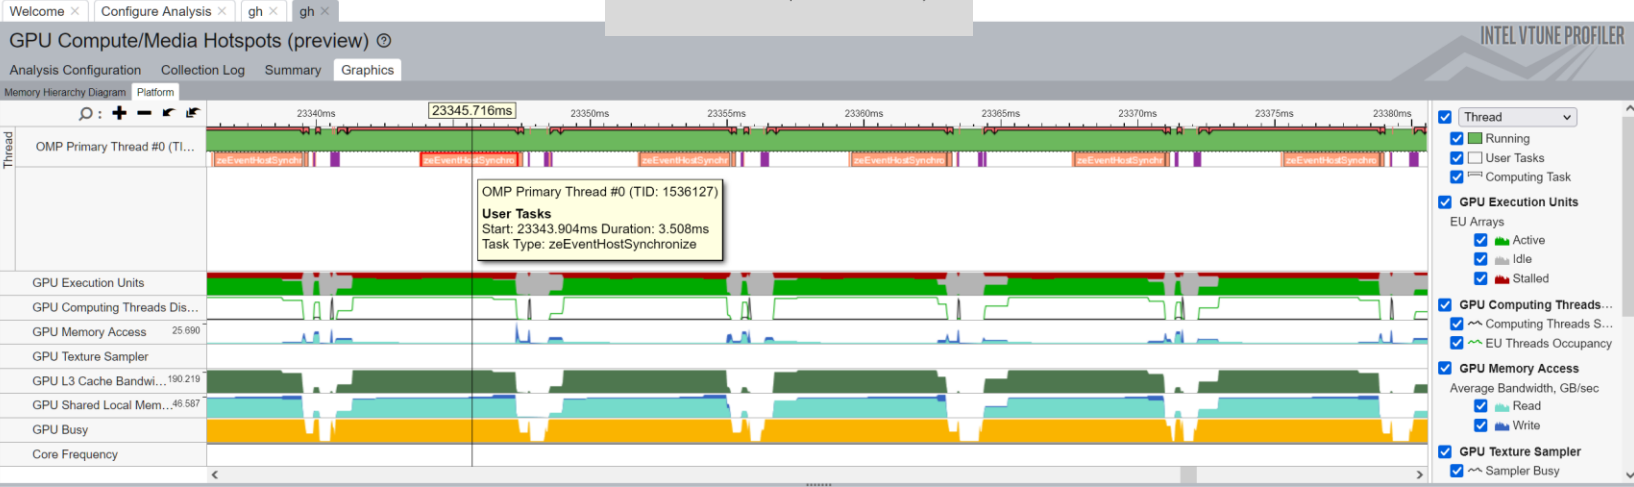 Welcome
Configure Analysis
gh
gh
GPU Compute/Media Hotspots (preview)
INTEL VTUNE PROFILER
Analysis Configuration
Collection Log
Summary
Graphics
Memory Hierarchy Diagram
Platform
23340ms
23345.716ms
23350ms
23355ms
23360ms
23365ms
23370ms
23375ms
23380ms
Thread
OMP Primary Thread #0 (TI...
zeEventHostSynchr
zeEventHostSynchro
zeEventHostSynchr
zeEventHostSynchr
zeEventHostSynchr
zeEventHostSynchr
OMP Primary Thread #0 (TID: 1536127)
User Tasks
Start: 23343.904ms Duration: 3.508ms
Task Type: zeEventHostSynchronize
GPU Execution Units
GPU Computing Threads Dis...
GPU Memory Access 25.690
GPU Texture Sampler
GPU L3 Cache Bandwi... 190.219
GPU Shared Local Mem... 46.587
GPU Busy
Core Frequency
Thread
Running
User Tasks
Computing Task
GPU Execution Units
EU Arrays
Active
Idle
Stalled
GPU Computing Threads...
Computing Threads S...
EU Threads Occupancy
GPU Memory Access
Average Bandwidth, GB/sec
Read
Write
GPU Texture Sampler
Sampler Busy